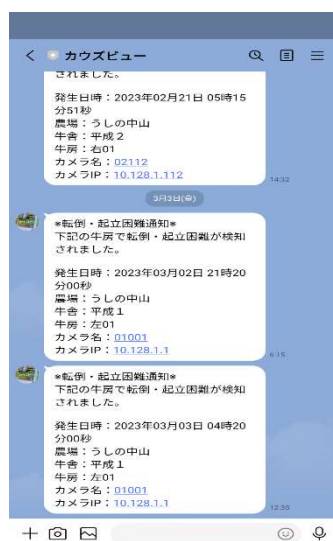 カウズビュー
されました。
発生日時：2023年02月21日 05時15
分51秒
農場：うしの中山
牛舎：平成２
牛房：右01
カメラ名：02112
カメラIP：10.128.1.112
14:32
3月3日(金)
*転倒・起立困難通知*
下記の牛房で転倒・起立困難が検知
されました。
発生日時：2023年03月02日 21時20
分00秒
農場：うしの中山
牛舎：平成１
牛房：左01
カメラ名：01001
カメラIP：10.128.1.1
6:15
*転倒・起立困難通知*
下記の牛房で転倒・起立困難が検知
されました。
発生日時：2023年03月03日 04時20
分00秒
農場：うしの中山
牛舎：平成１
牛房：左01
カメラ名：01001
カメラIP：10.128.1.1
12:36